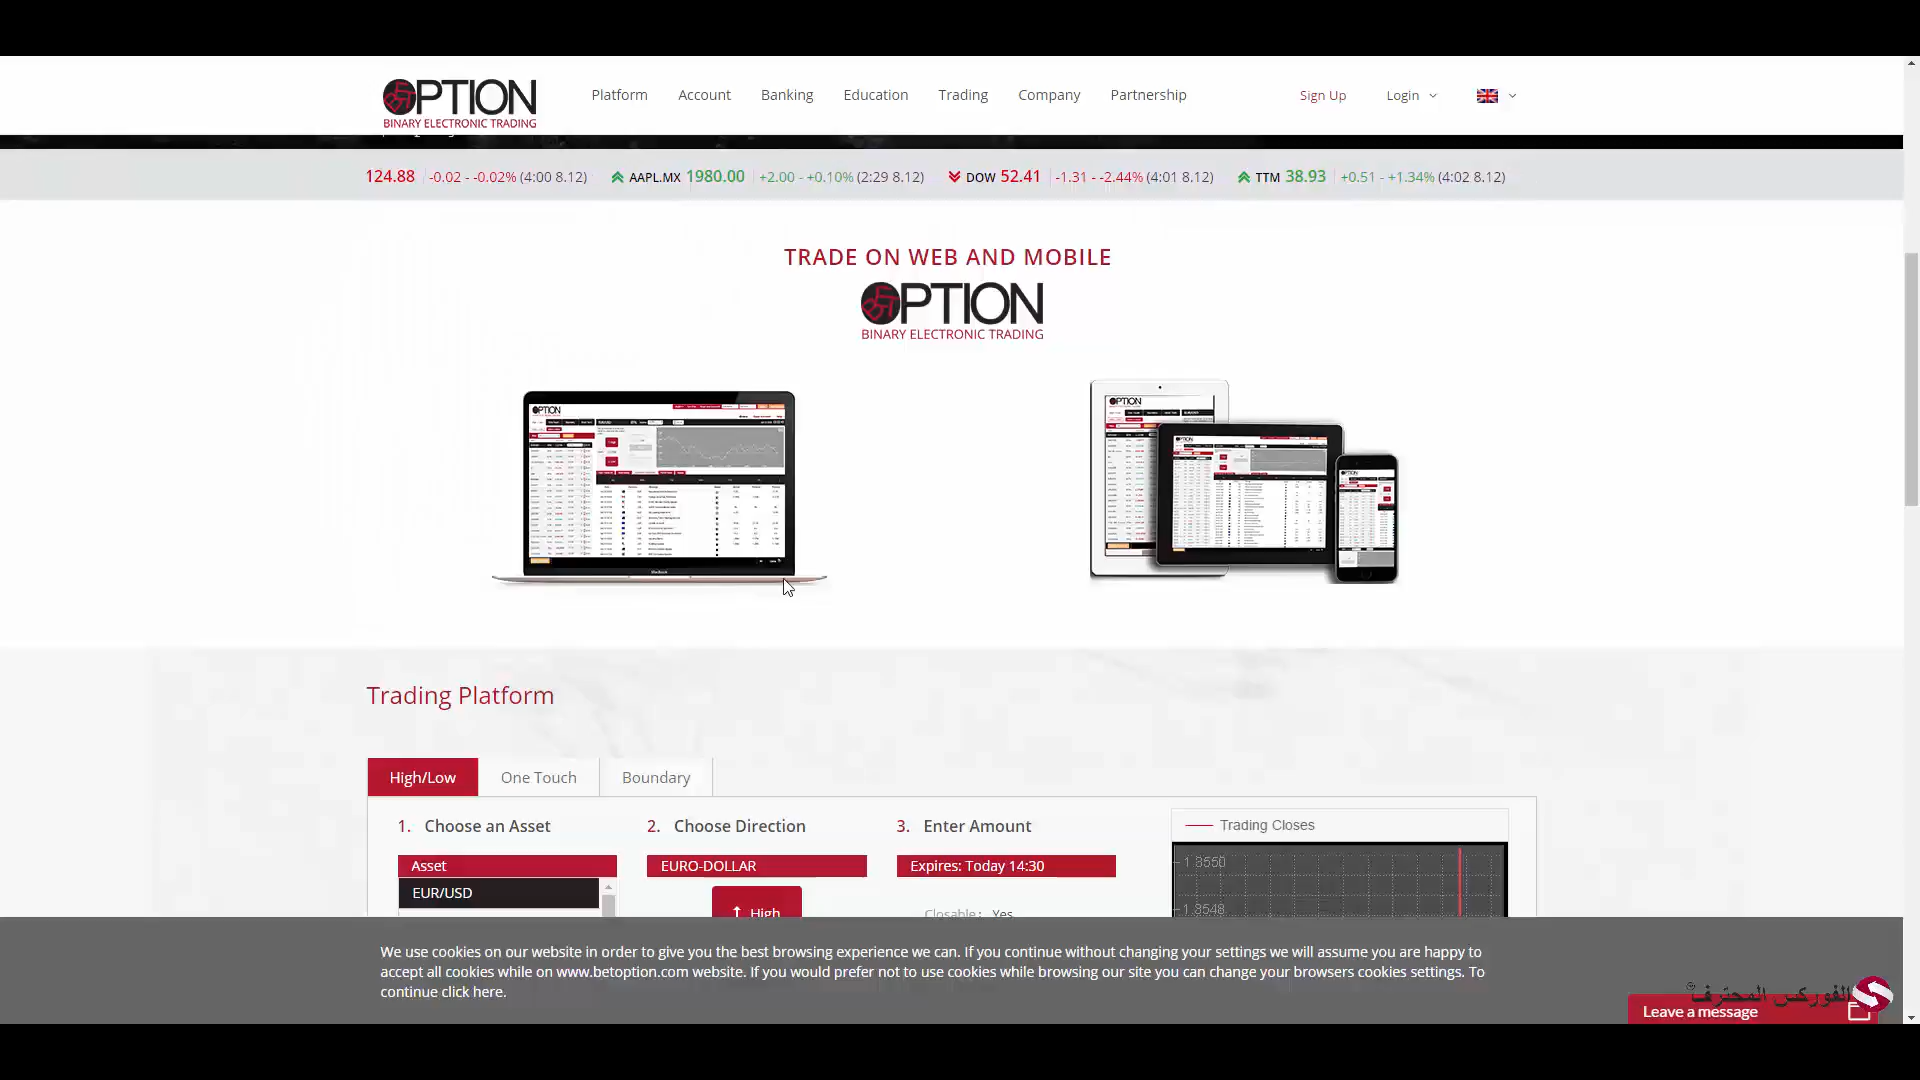 OPTION
BINARY ELECTRONIC TRADING
Platform Account Banking Education Trading Company Partnership Sign Up Login
124.88 -0.02 - -0.02% (4:00 8.12) AAPL.MX 1980.00 +2.00 - +0.10% (2:29 8.12) DOW 52.41 -1.31 - -2.44% (4:01 8.12) TTM 38.93 +0.51 - +1.34% (4:02 8.12)
TRADE ON WEB AND MOBILE
OPTION
BINARY ELECTRONIC TRADING
OPTION
OPTION
OPTION
OPTION
MacBook
Trading Platform
High/Low One Touch Boundary
1. Choose an Asset 2. Choose Direction 3. Enter Amount
Trading Closes
Asset EURO-DOLLAR Expires: Today 14:30
1.3550
EUR/USD
High Closable: Yes
1.3548
We use cookies on our website in order to give you the best browsing experience we can. If you continue without changing your settings we will assume you are happy to
accept all cookies while on www.betoption.com website. If you would prefer not to use cookies while browsing our site you can change your browsers cookies settings. To
continue click here.
الفوركس المحترف
Leave a message